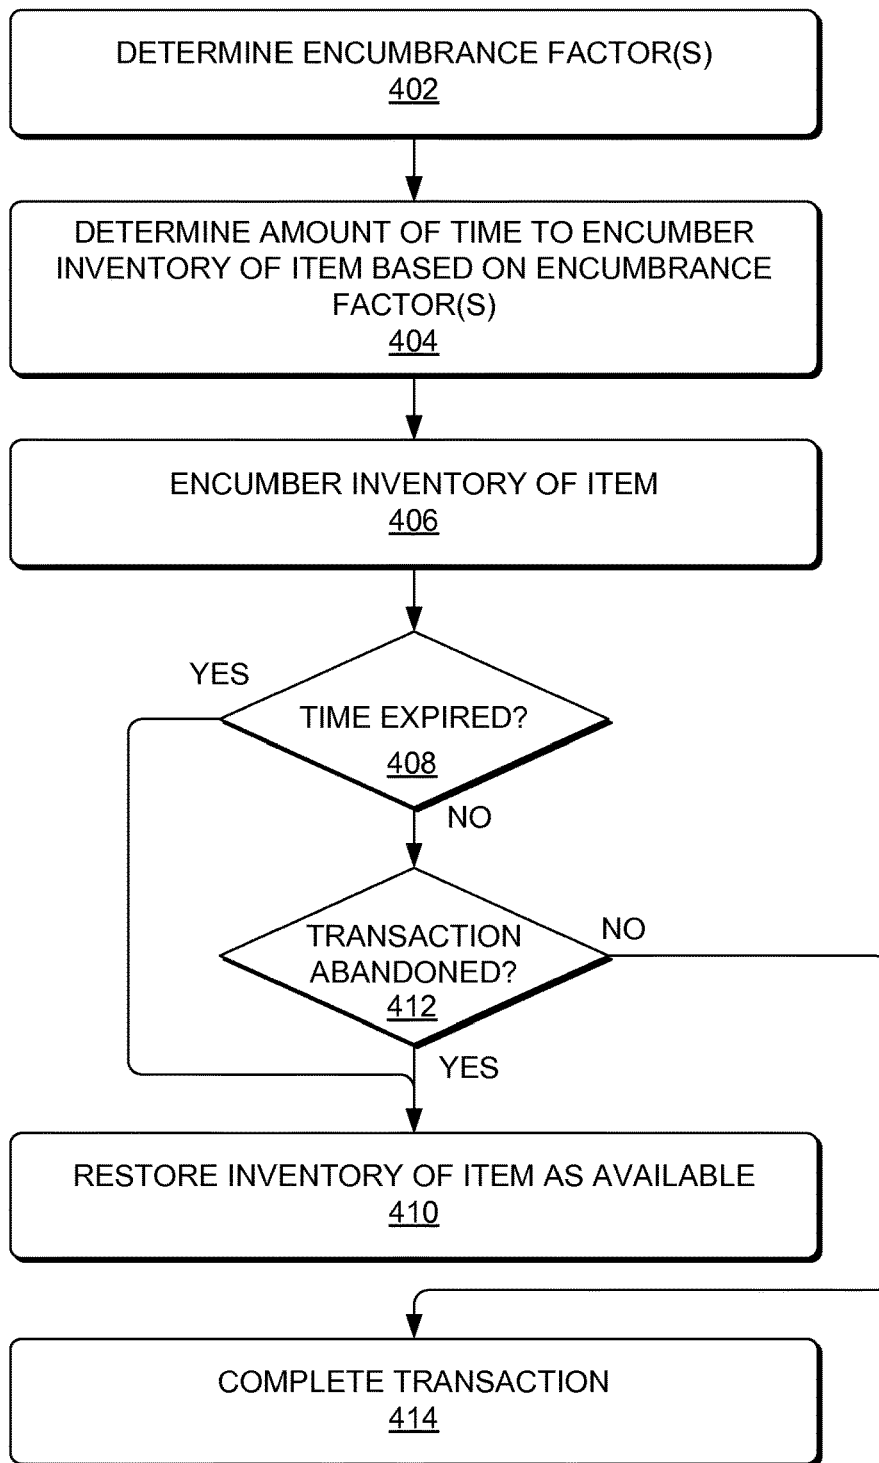 DETERMINE ENCUMBRANCE FACTOR(S)
402
DETERMINE AMOUNT OF TIME TO ENCUMBER
INVENTORY OF ITEM BASED ON ENCUMBRANCE
FACTOR(S)
404
ENCUMBER INVENTORY OF ITEM
406
YES
TIME EXPIRED?
408
NO
NO
TRANSACTION
ABANDONED?
412
YES
RESTORE INVENTORY OF ITEM AS AVAILABLE
410
COMPLETE TRANSACTION
414